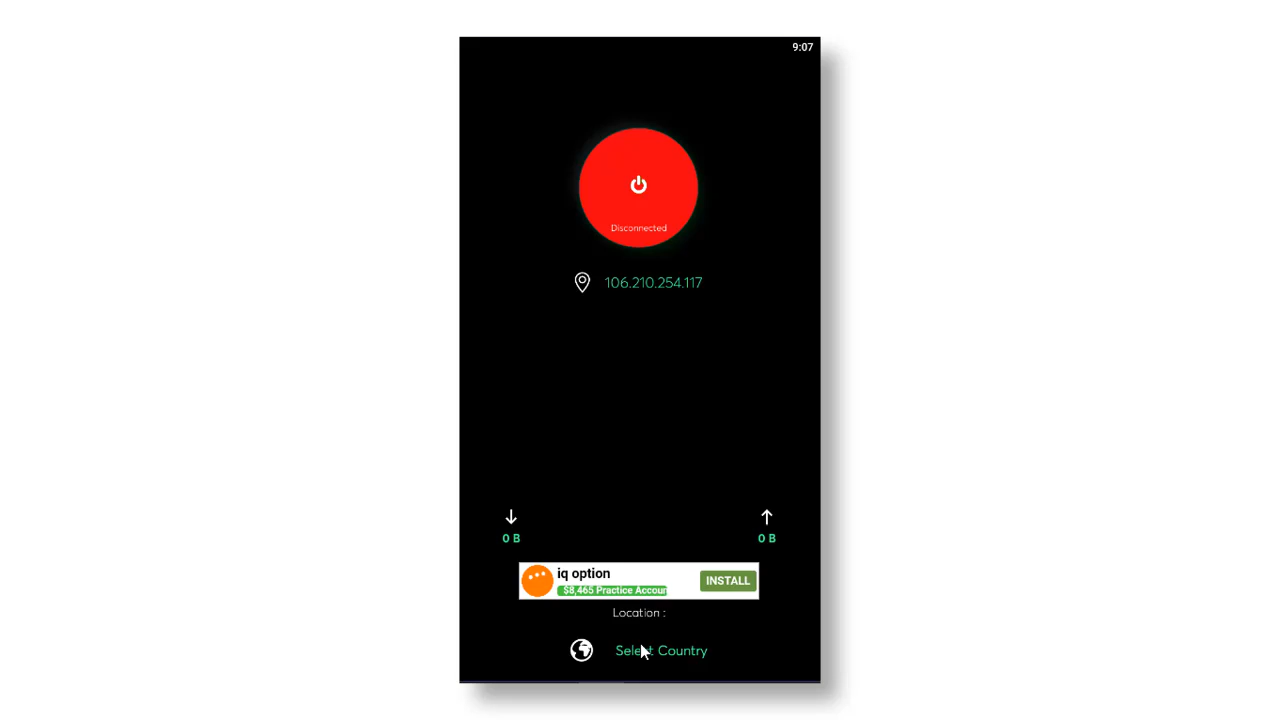 9:07
Disconnected
106.210.254.117
0 B
0 B
iq option
$8,465 Practice Accoun
INSTALL
Location :
Select Country